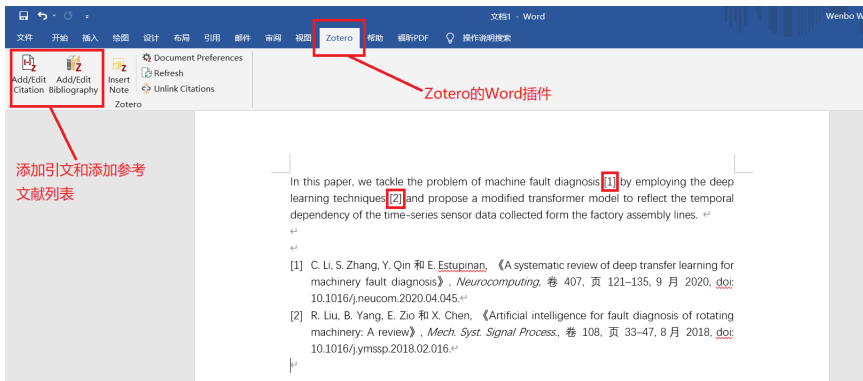 文档1 - Word
Wenbo W
文件 开始 插入 绘图 设计 布局 引用 邮件 审阅 视图 Zotero 帮助 福昕PDF 操作说明搜索
Add/Edit Citation
Add/Edit Bibliography
Insert Note
Document Preferences
Refresh
Unlink Citations
Zotero
Zotero的Word插件
添加引文和添加参考
文献列表
In this paper, we tackle the problem of machine fault diagnosis [1] by employing the deep
learning techniques [2] and propose a modified transformer model to reflect the temporal
dependency of the time-series sensor data collected form the factory assembly lines.
[1] C. Li, S. Zhang, Y. Qin 和 E. Estupinan, 《A systematic review of deep transfer learning for
machinery fault diagnosis》, Neurocomputing, 卷 407, 页 121–135, 9 月 2020, doi:
10.1016/j.neucom.2020.04.045.
[2] R. Liu, B. Yang, E. Zio 和 X. Chen, 《Artificial intelligence for fault diagnosis of rotating
machinery: A review》, Mech. Syst. Signal Process., 卷 108, 页 33–47, 8 月 2018, doi:
10.1016/j.ymssp.2018.02.016.